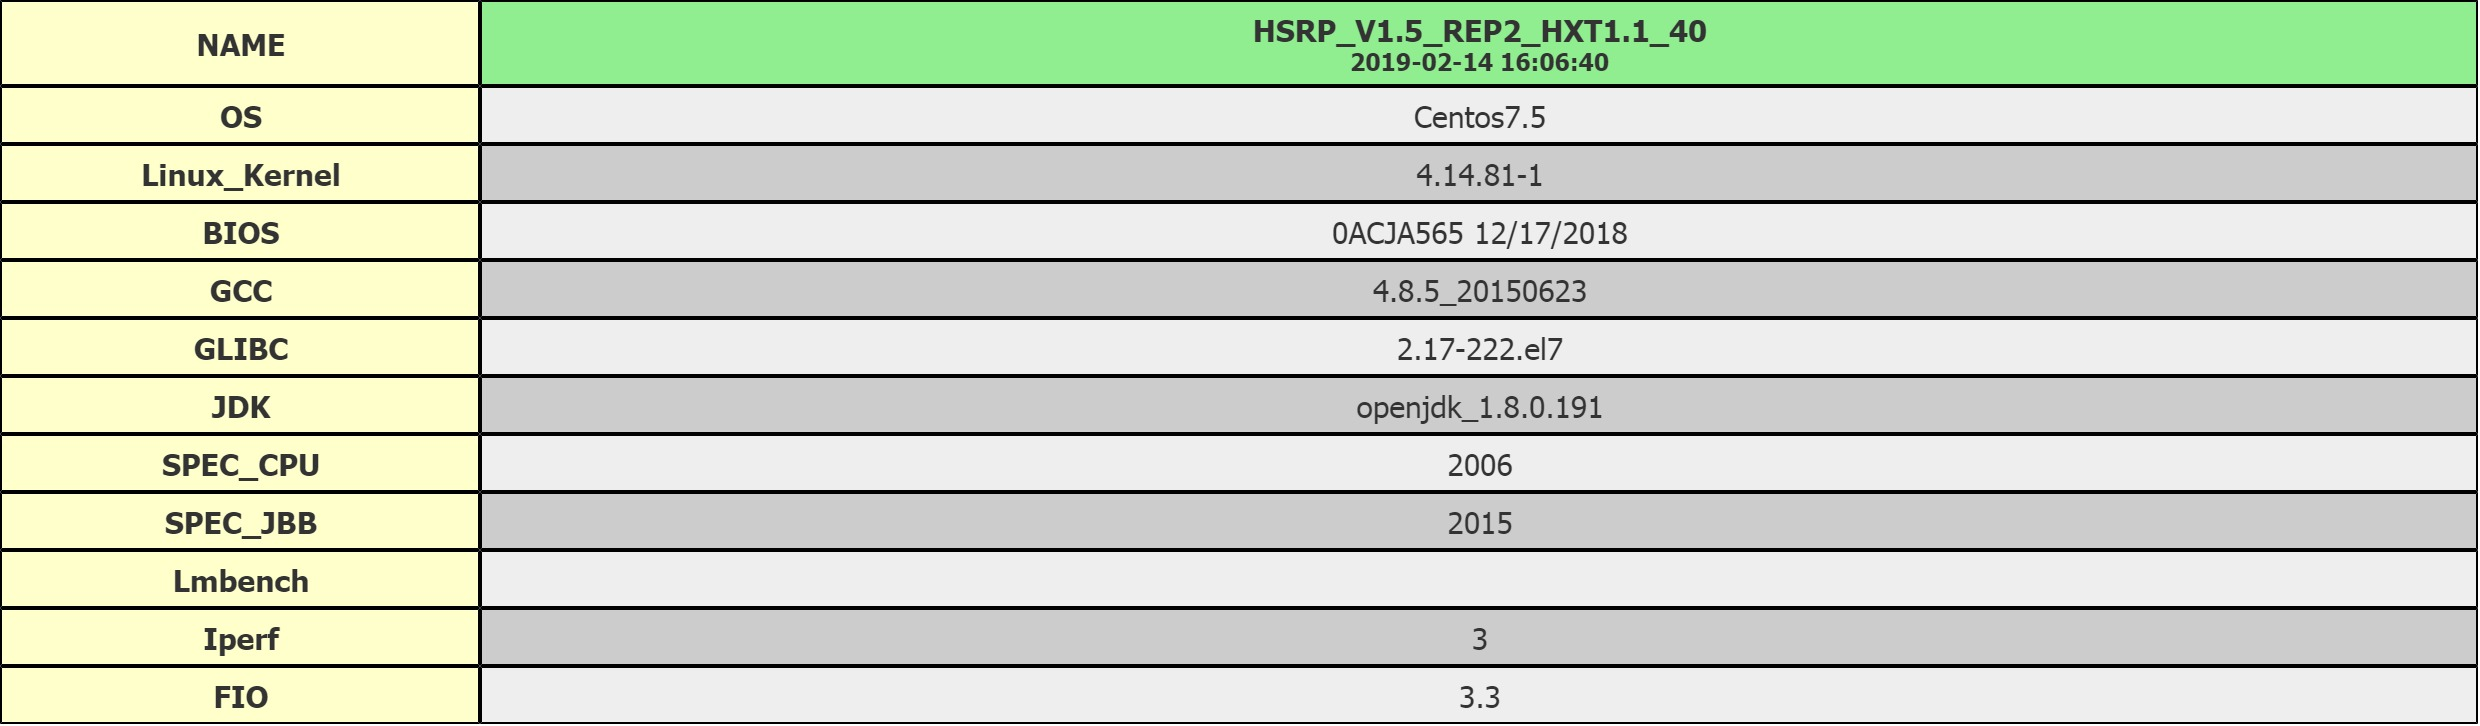 NAME
HSRP_V1.5_REP2_HXT1.1_40
2019-02-14 16:06:40
OS
Centos7.5
Linux_Kernel
4.14.81-1
BIOS
0ACJA565 12/17/2018
GCC
4.8.5_20150623
GLIBC
2.17-222.el7
JDK
openjdk_1.8.0.191
SPEC_CPU
2006
SPEC_JBB
2015
Lmbench
Iperf
3
FIO
3.3